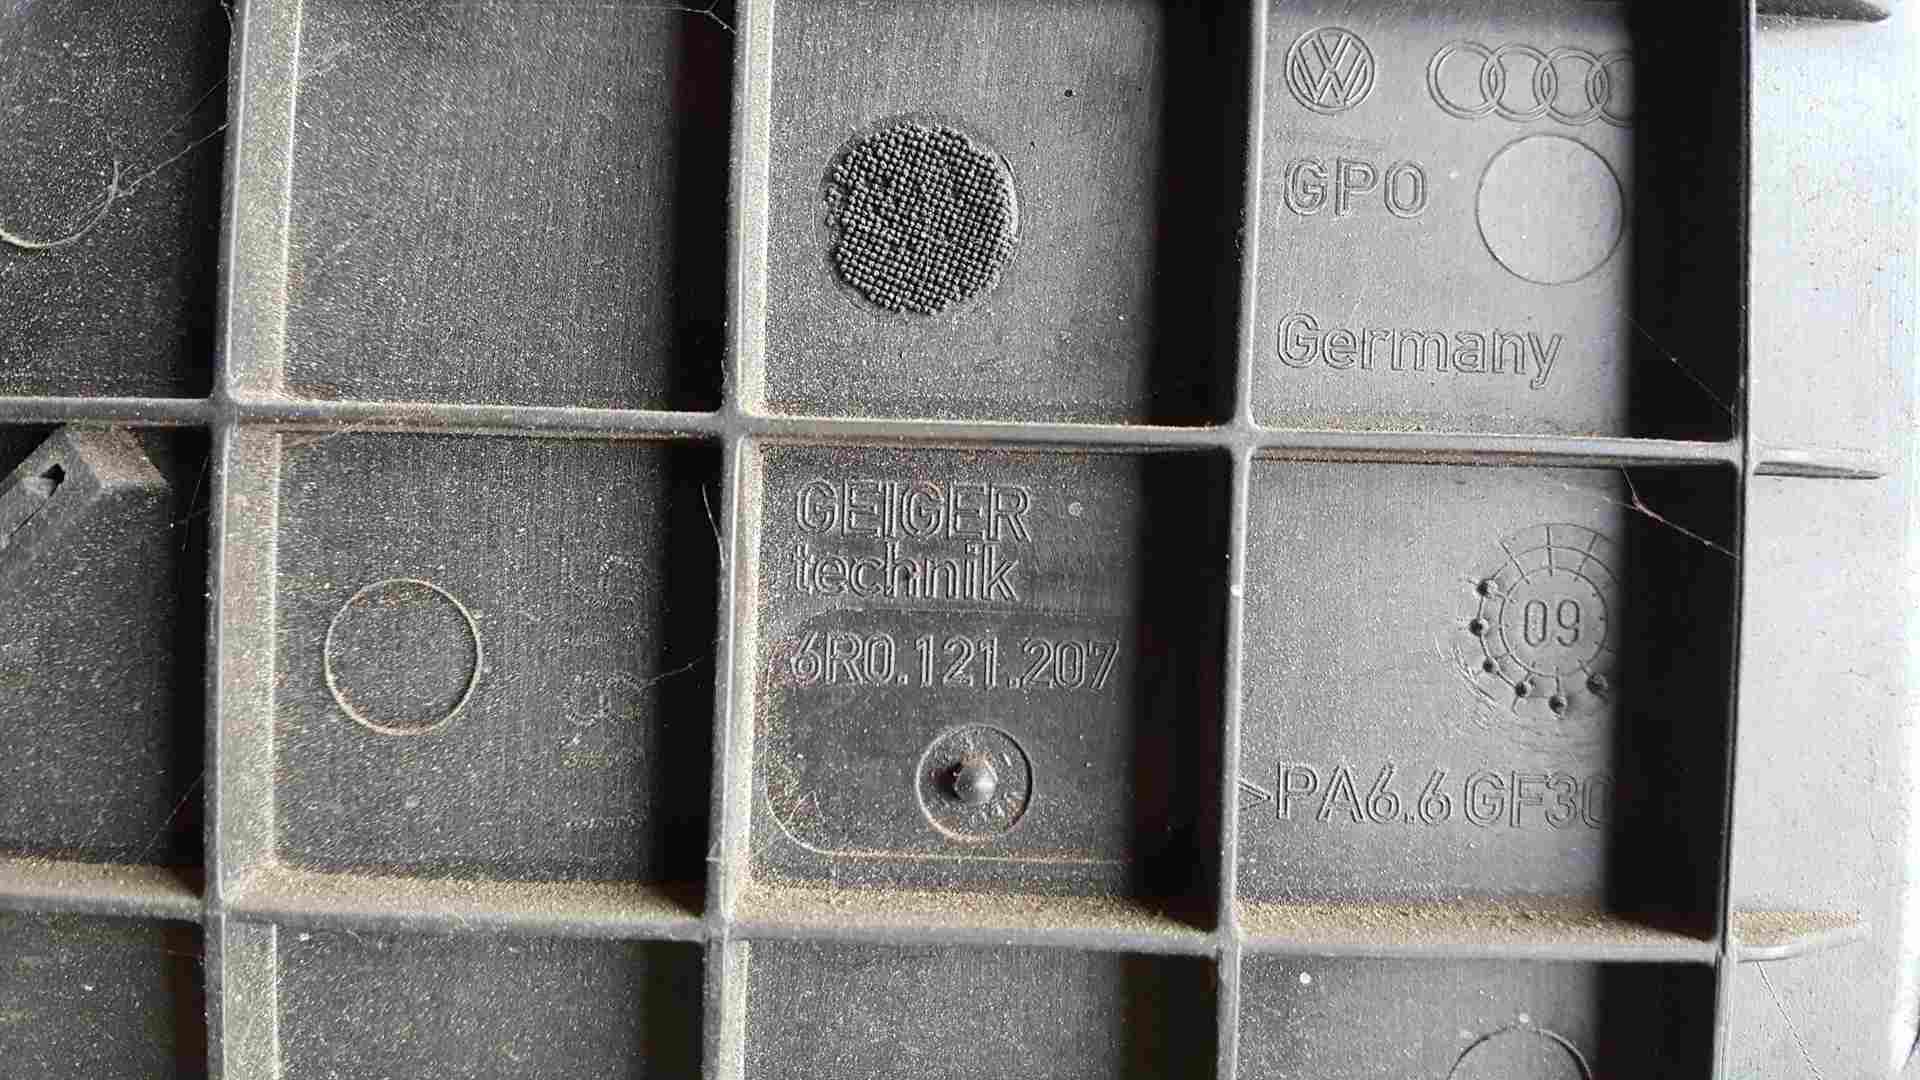 GPO
Germany
GEIGER
technik
6R0.121.207
09
>PA6.6 GF30